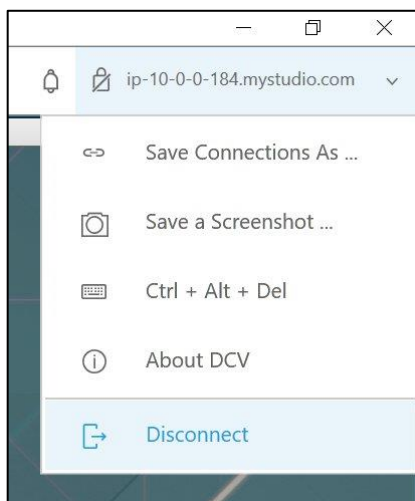 ip-10-0-0-184.mystudio.com
Save Connections As ...
Save a Screenshot ...
Ctrl + Alt + Del
About DCV
Disconnect